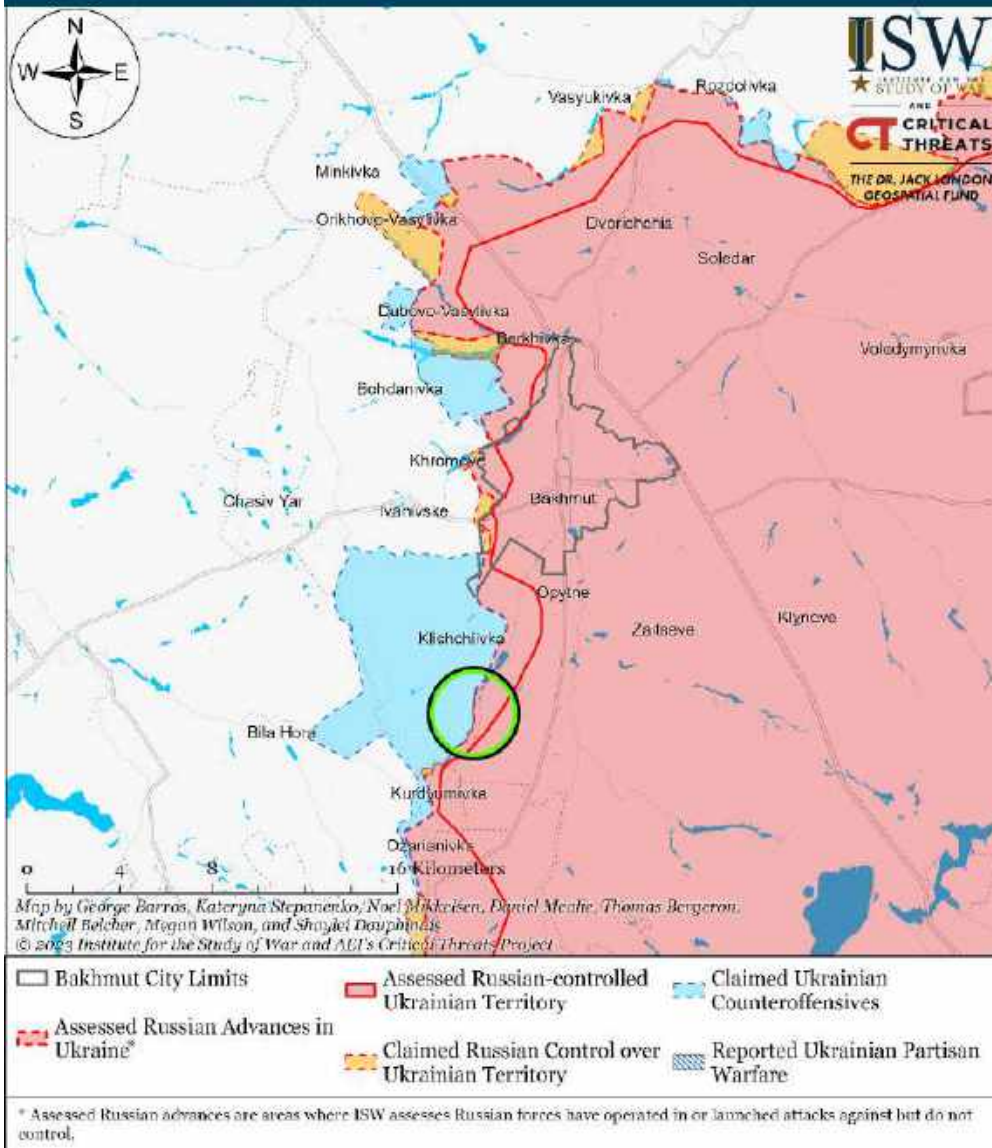 N
W E
S
ISW
INSTITUTE FOR THE
STUDY OF WAR
AND
CT CRITICAL
THREATS
THE DR. JACK LONDON
GEOSPATIAL FUND
Vasyukivka
Rozdolivka
Minkivka
Orikhovo-Vasylivka
Dvorichchia
Soledar
Dubovo-Vasylivka
Berkhivka
Volodymyrivka
Bohdanivka
Khromove
Chasiv Yar
Ivanivske
Bakhmut
Opytne
Klishchiivka
Zaitseve
Klynove
Bila Hora
Kurdyumivka
Ozarianivka
0 4 8 16 Kilometers
Map by George Barros, Kateryna Stepanenko, Noel Mikkelsen, Daniel Mealie, Thomas Bergeron,
Mitchell Belcher, Megan Wilson, and
© 2023 Institute for the Study of War and AEI's Critical Threats Project
Bakhmut City Limits
Assessed Russian Advances in
Ukraine*
Assessed Russian-controlled
Ukrainian Territory
Claimed Russian Control over
Ukrainian Territory
Claimed Ukrainian
Counteroffensives
Reported Ukrainian Partisan
Warfare
* Assessed Russian advances are areas where ISW assesses Russian forces have operated in or launched attacks against but do not
control.